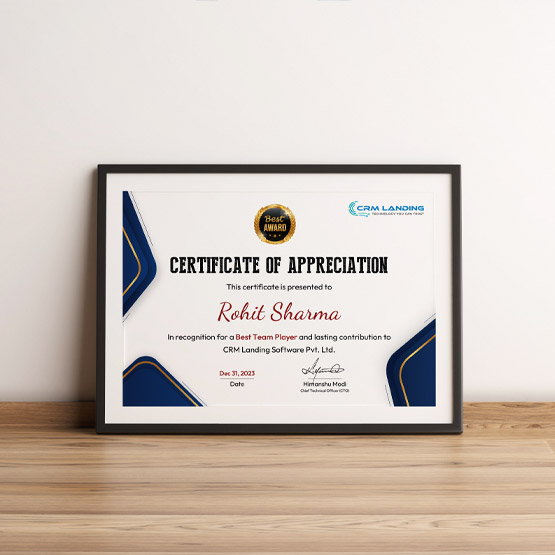 Best
AWARD
CRM LANDING
TECHNOLOGY YOU CAN TRUST
CERTIFICATE OF APPRECIATION
This certificate is presented to
Rohit Sharma
In recognition for a Best Team Player and lasting contribution to
CRM Landing Software Pvt. Ltd.
Dec 31, 2023
Date
Himanshu Modi
Chief Technical Officer (CTO)